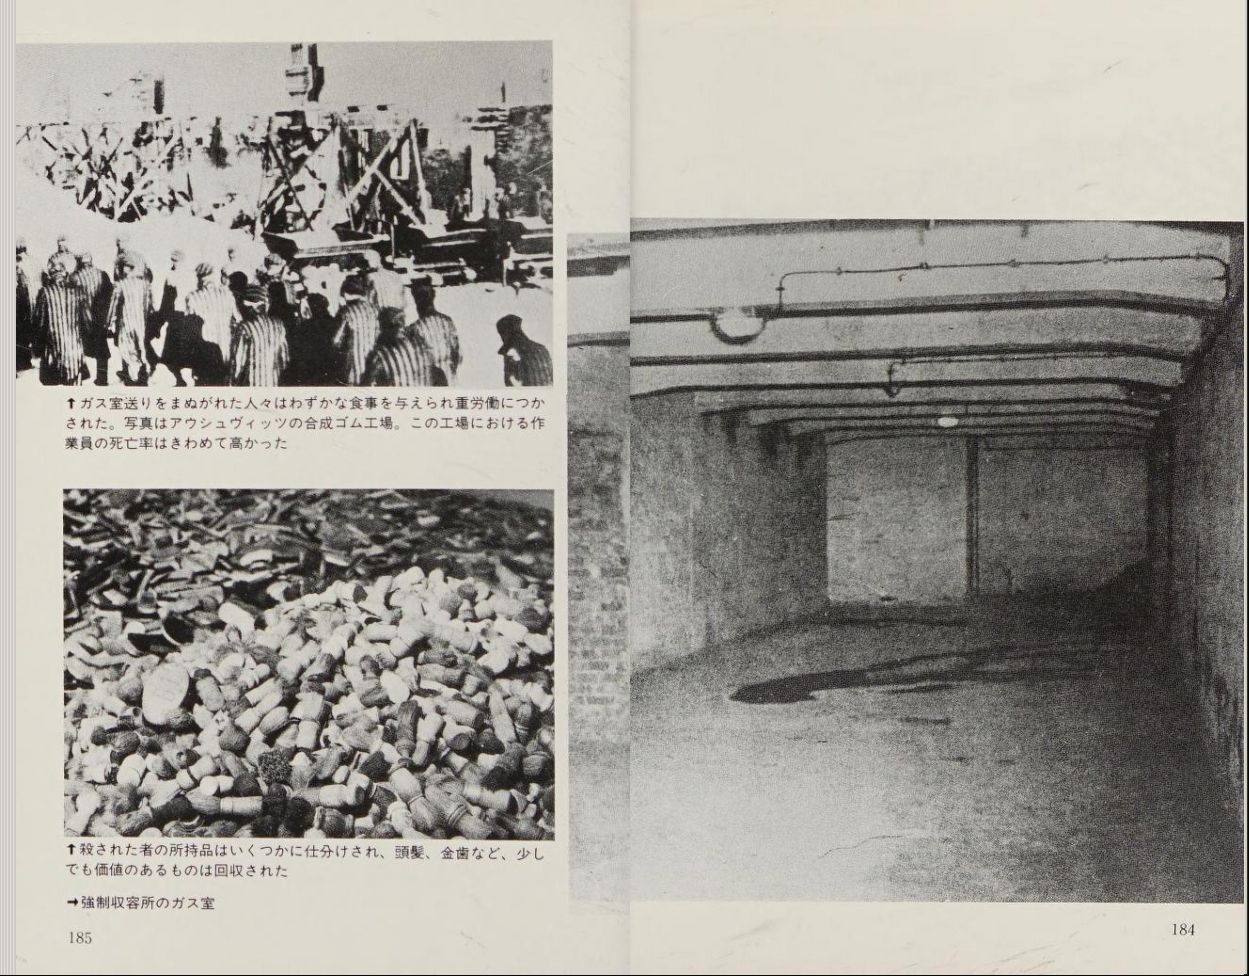 ⬆ガス室送りをまぬがれた人々はわずかな食事を与えられ重労働につか
された。写真はアウシュヴィッツの合成ゴム工場。この工場における作
業員の死亡率はきわめて高かった
⬆殺された者の所持品はいくつかに仕分けされ、頭髪、金歯など、少し
でも価値のあるものは回収された
➡強制収容所のガス室
185
184